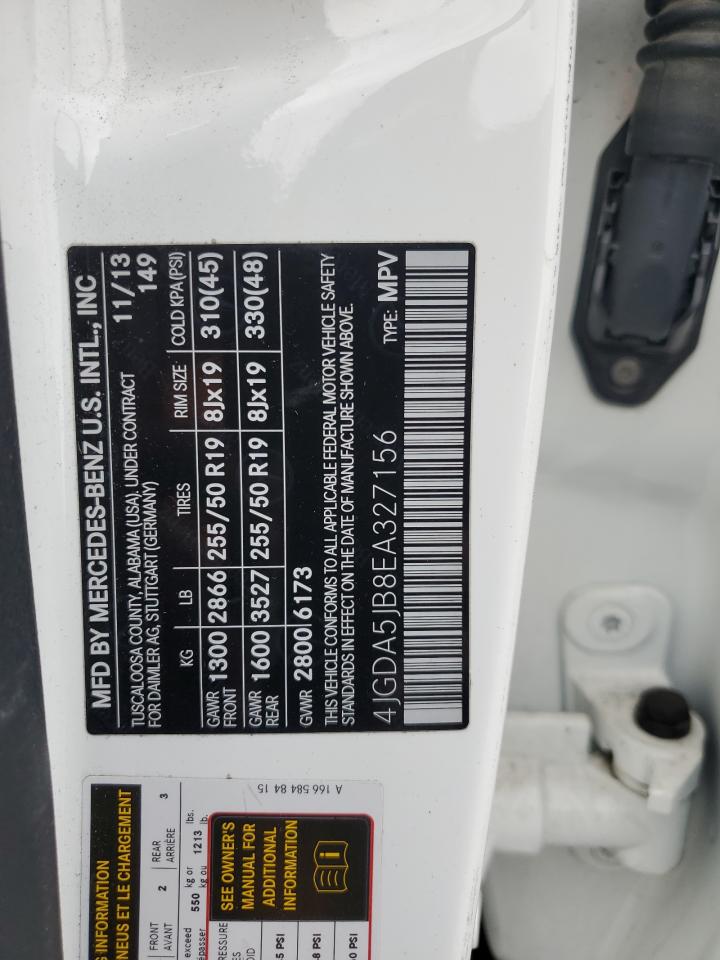 MFD BY MERCEDES-BENZ U.S. INTL., INC
TUSCALOOSA COUNTY, ALABAMA (USA). UNDER CONTRACT 11/13
FOR DAIMLER AG, STUTTGART (GERMANY) 149
KG LB TIRES RIM SIZE COLD KPA(PSI)
GAWR FRONT 1300 2866 255/50 R19 8Jx19 310(45)
GAWR REAR 1600 3527 255/50 R19 8Jx19 330(48)
GVWR 2800 6173
THIS VEHICLE CONFORMS TO ALL APPLICABLE FEDERAL MOTOR VEHICLE SAFETY
STANDARDS IN EFFECT ON THE DATE OF MANUFACTURE SHOWN ABOVE.
4JGDA5JB8EA327156 TYPE: MPV
INFORMATION
NEUS ET LE CHARGEMENT
FRONT 2 REAR 3
AVANT ARRIÈRE
exceed 550 kg or 1213 lbs.
kg ou lb.
SEE OWNER'S
MANUAL FOR
ADDITIONAL
INFORMATION
PSI
PSI
PSI
A 166 584 84 15